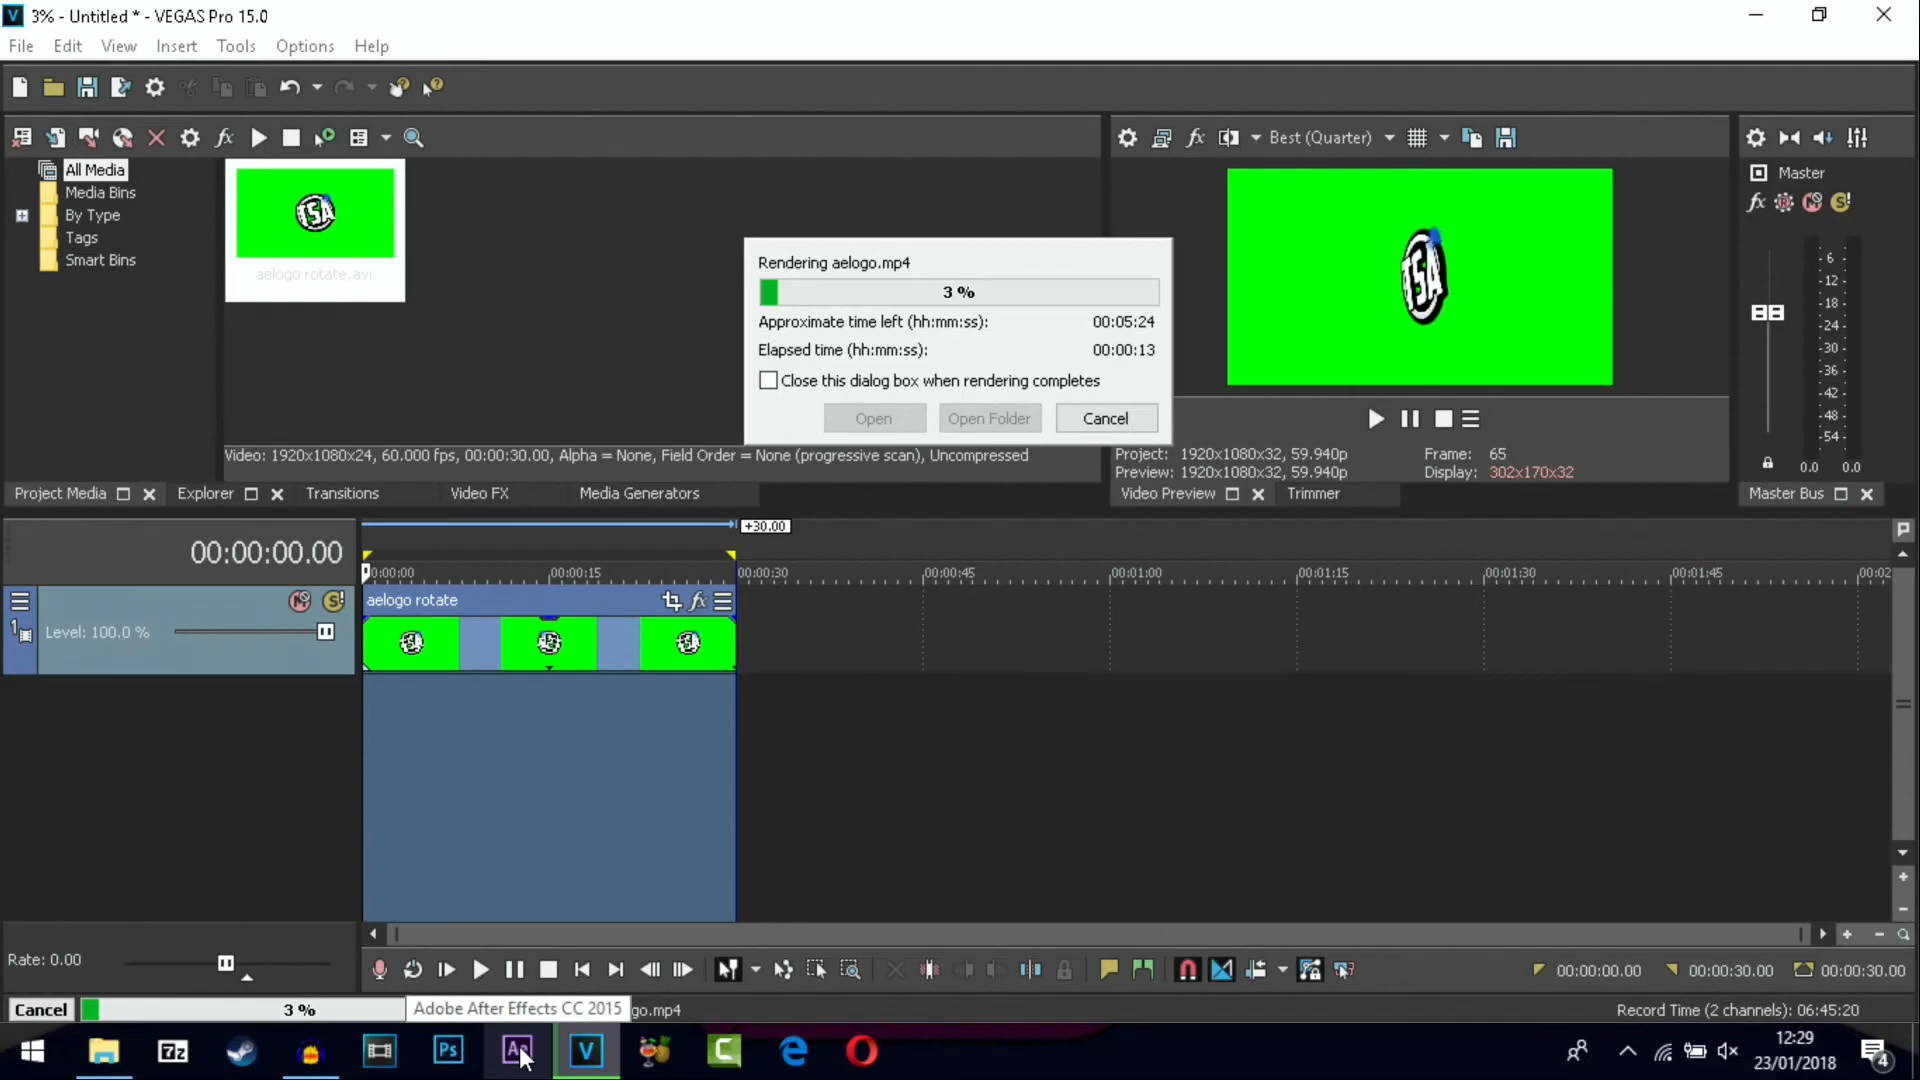 3% - Untitled * - VEGAS Pro 15.0
File Edit View Insert Tools Options Help
Best (Quarter)
All Media
Media Bins
By Type
Tags
Smart Bins
TSA
aelogo rotate.avi
Rendering aelogo.mp4
3 %
Approximate time left (hh:mm:ss): 00:05:24
Elapsed time (hh:mm:ss): 00:00:13
Close this dialog box when rendering completes
Open Open Folder Cancel
TSA
Master
-6 -
-12 -
-18 -
-24 -
-30 -
-36 -
-42 -
-48 -
-54 -
0.0 0.0
Video: 1920x1080x24, 60.000 fps, 00:00:30.00, Alpha = None, Field Order = None (progressive scan), Uncompressed
Project: 1920x1080x32, 59.940p Frame: 65
Preview: 1920x1080x32, 59.940p Display: 302x170x32
Project Media Explorer Transitions Video FX Media Generators
Video Preview Trimmer
Master Bus
+30.00
00:00:00.00
0:00:00 00:00:15 00:00:30 00:00:45 00:01:00 00:01:15 00:01:30 00:01:45 00:02
aelogo rotate
1
Level: 100.0 %
Rate: 0.00
00:00:00.00 00:00:30.00 00:00:30.00
Cancel 3 % Adobe After Effects CC 2015 go.mp4
Record Time (2 channels): 06:45:20
7z Ps Ae V C
12:29
23/01/2018
4